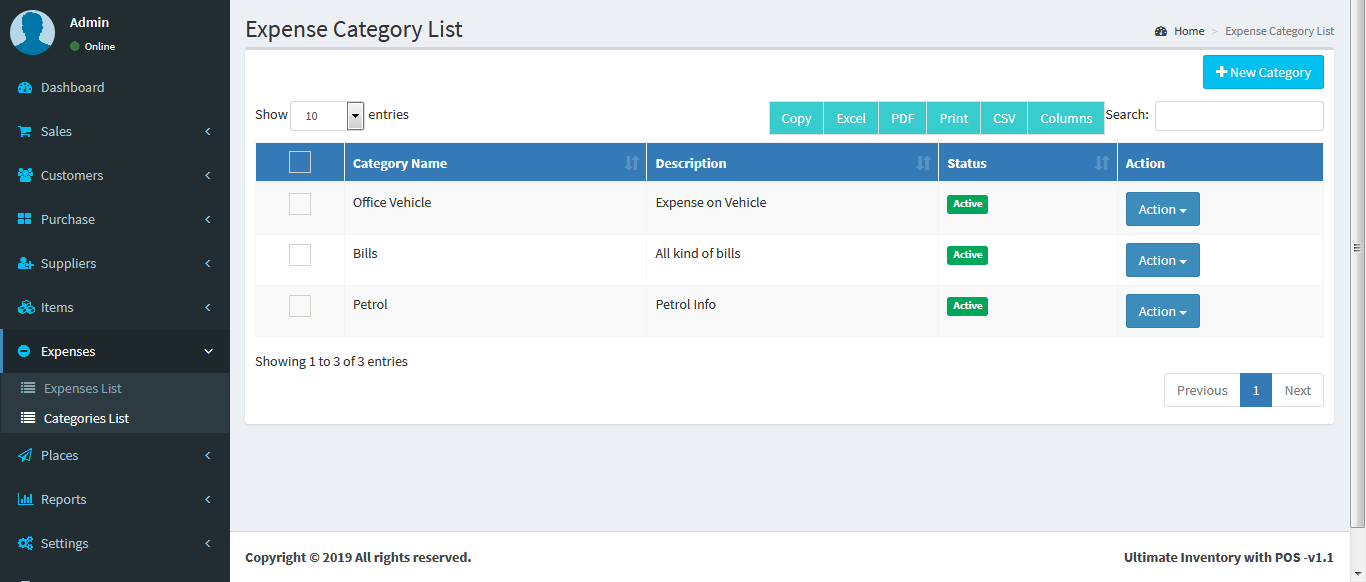 Admin
Online
Dashboard
Sales
Customers
Purchase
Suppliers
Items
Expenses
Expenses List
Categories List
Places
Reports
Settings
Expense Category List
Home > Expense Category List
New Category
Show 10 entries
Copy Excel PDF Print CSV Columns Search:
Category Name Description Status Action
Office Vehicle Expense on Vehicle Active Action
Bills All kind of bills Active Action
Petrol Petrol Info Active Action
Showing 1 to 3 of 3 entries
Previous 1 Next
Copyright © 2019 All rights reserved. Ultimate Inventory with POS -v1.1